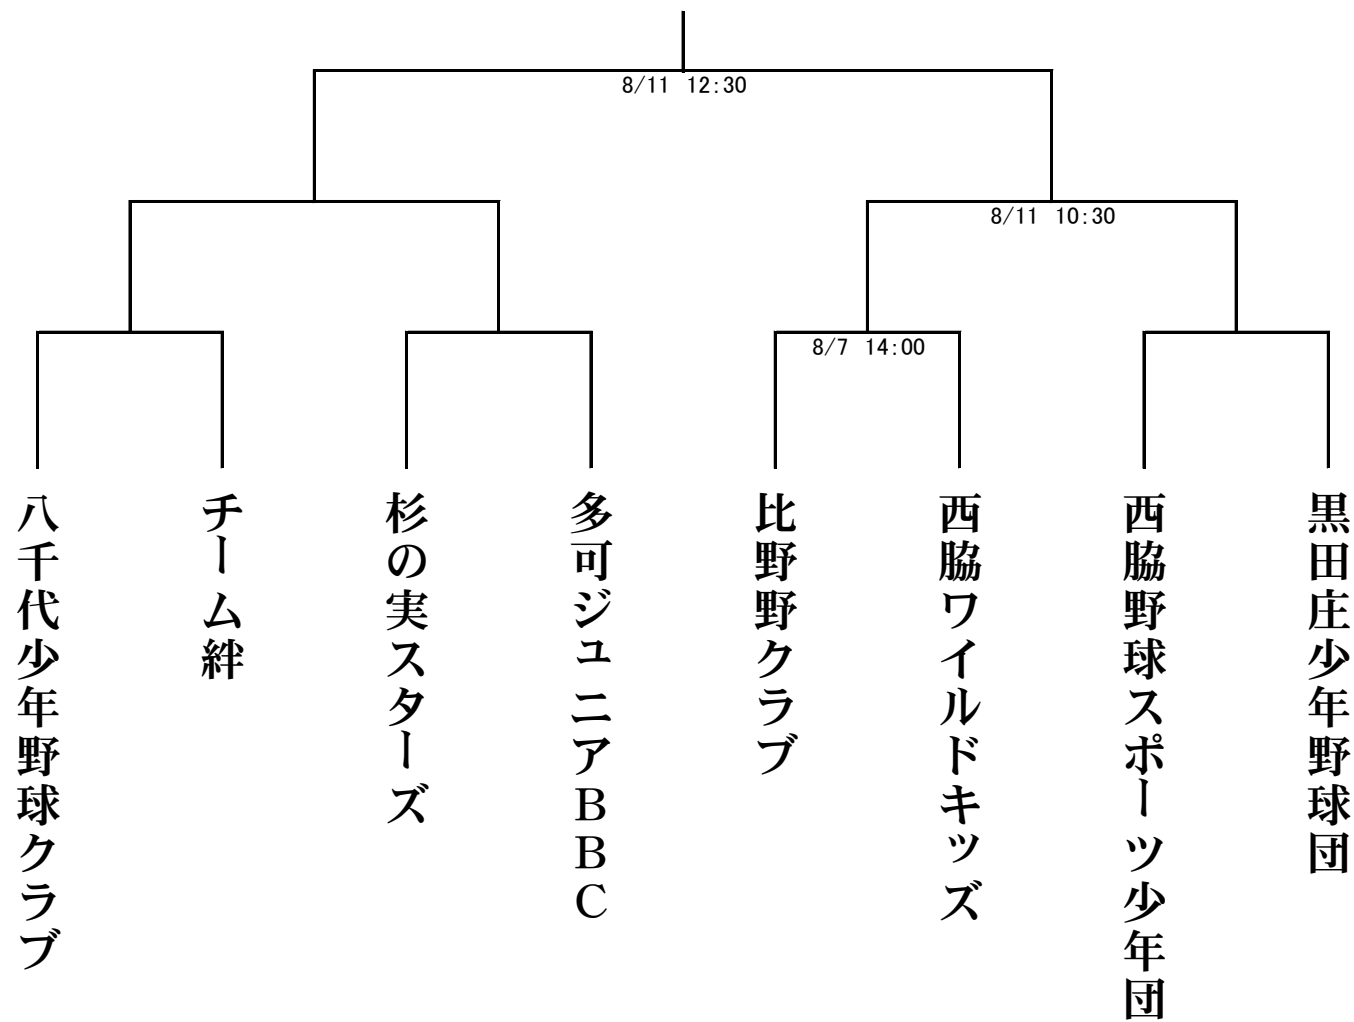 8/11 12:30
8/11 10:30
8/7 14:00
八千代少年野球クラブ
チーム絆
杉の実スターズ
多可ジュニアBBC
比野野クラブ
西脇ワイルドキッズ
西脇野球スポーツ少年団
黒田庄少年野球団